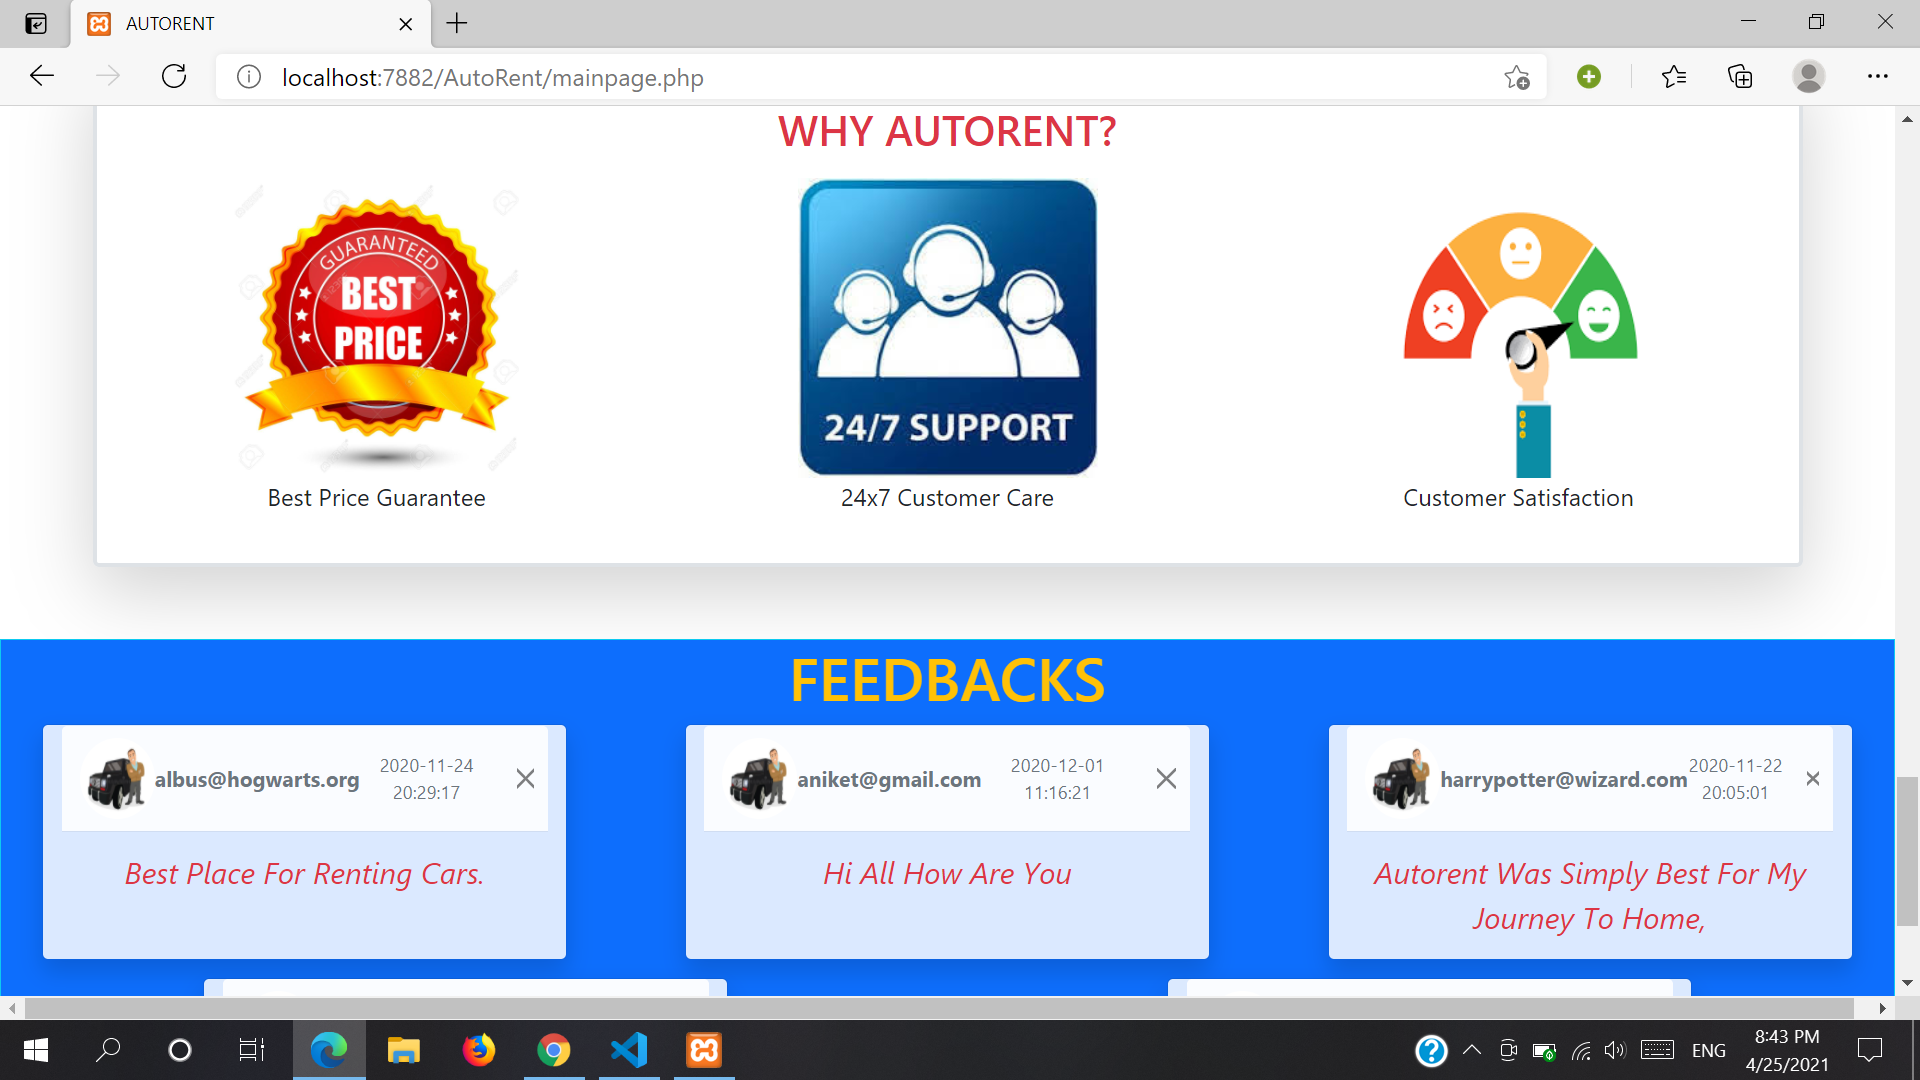 AUTORENT
localhost:7882/AutoRent/mainpage.php
WHY AUTORENT?
GUARANTEED
BEST
PRICE
24/7 SUPPORT
Best Price Guarantee
24x7 Customer Care
Customer Satisfaction
FEEDBACKS
albus@hogwarts.org
2020-11-24
20:29:17
Best Place For Renting Cars.
aniket@gmail.com
2020-12-01
11:16:21
Hi All How Are You
harrypotter@wizard.com
2020-11-22
20:05:01
Autorent Was Simply Best For My
Journey To Home,
ENG
8:43 PM
4/25/2021